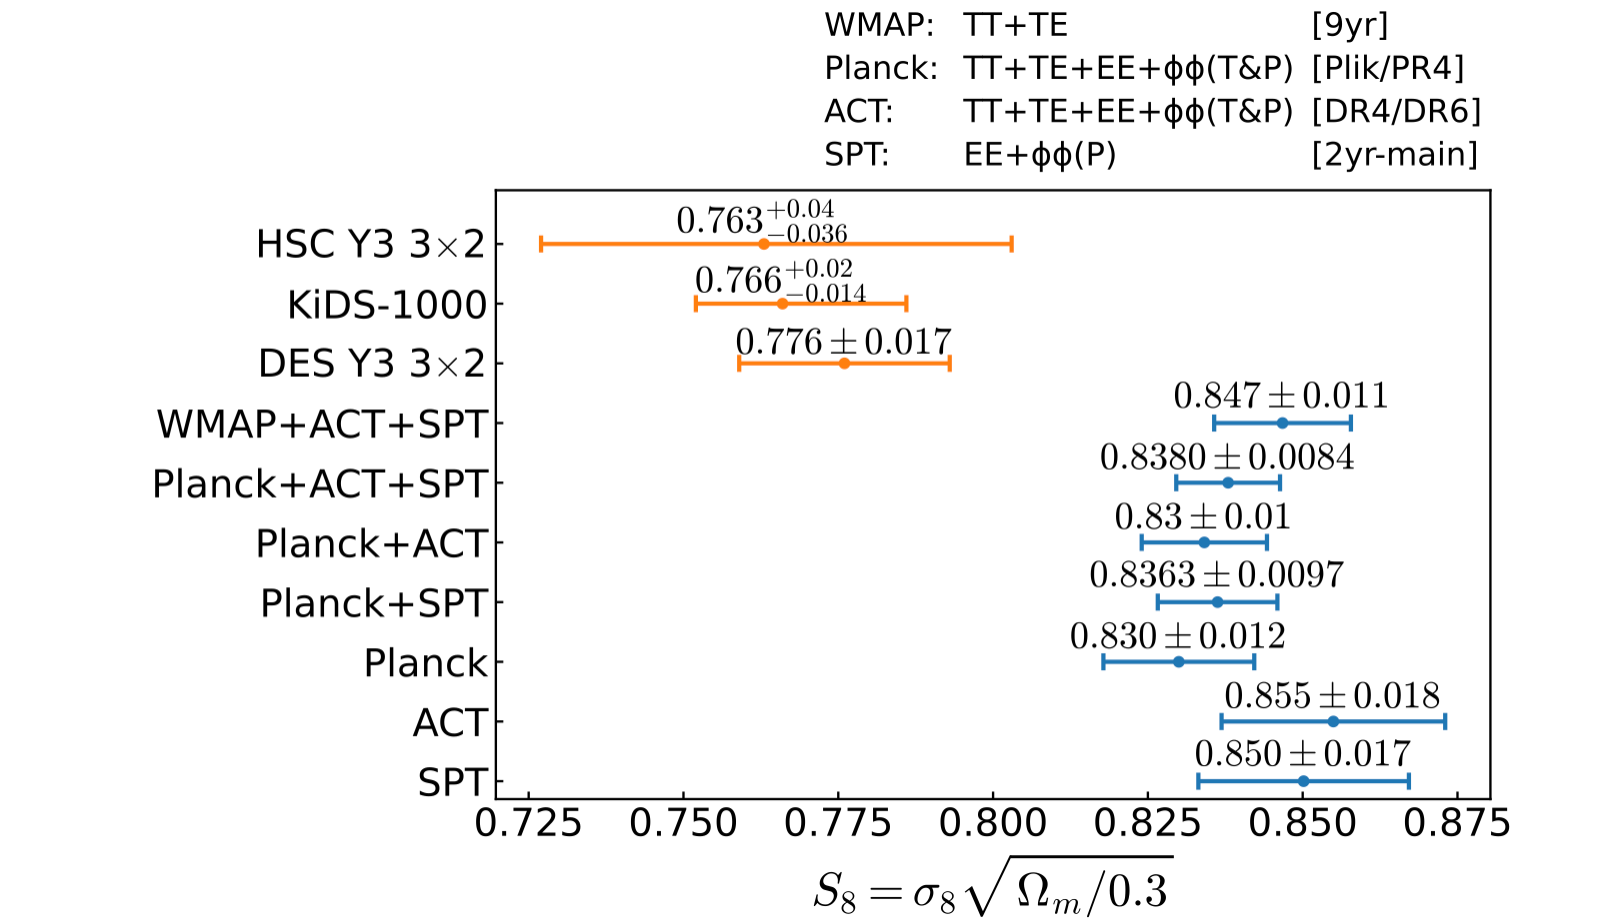 WMAP: TT+TE [9yr]
Planck: TT+TE+EE+ϕϕ(T&P) [Plik/PR4]
ACT: TT+TE+EE+ϕϕ(T&P) [DR4/DR6]
SPT: EE+ϕϕ(P) [2yr-main]
HSC Y3 3×2 0.763^{+0.04}_{−0.036}
KiDS-1000 0.766^{+0.02}_{−0.014}
DES Y3 3×2 0.776 ± 0.017
WMAP+ACT+SPT 0.847 ± 0.011
Planck+ACT+SPT 0.8380 ± 0.0084
Planck+ACT 0.83 ± 0.01
Planck+SPT 0.8363 ± 0.0097
Planck 0.830 ± 0.012
ACT 0.855 ± 0.018
SPT 0.850 ± 0.017
0.725 0.750 0.775 0.800 0.825 0.850 0.875
S₈ = σ₈√Ωₘ/0.3